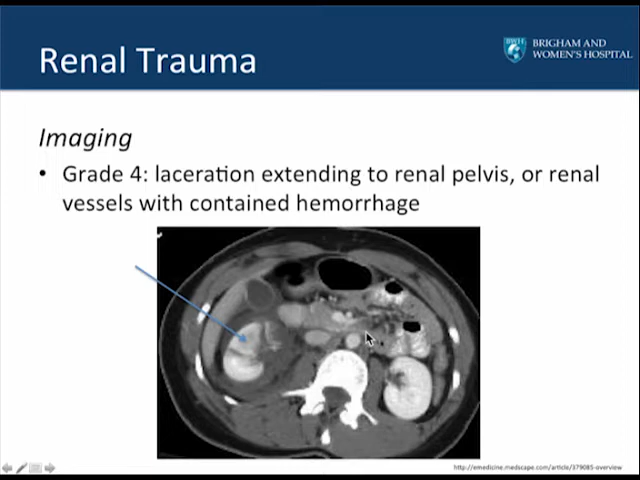 Renal Trauma
BRIGHAM AND
WOMEN'S HOSPITAL
Imaging
• Grade 4: laceration extending to renal pelvis, or renal
vessels with contained hemorrhage
http://emedicine.medscape.com/article/379085-overview